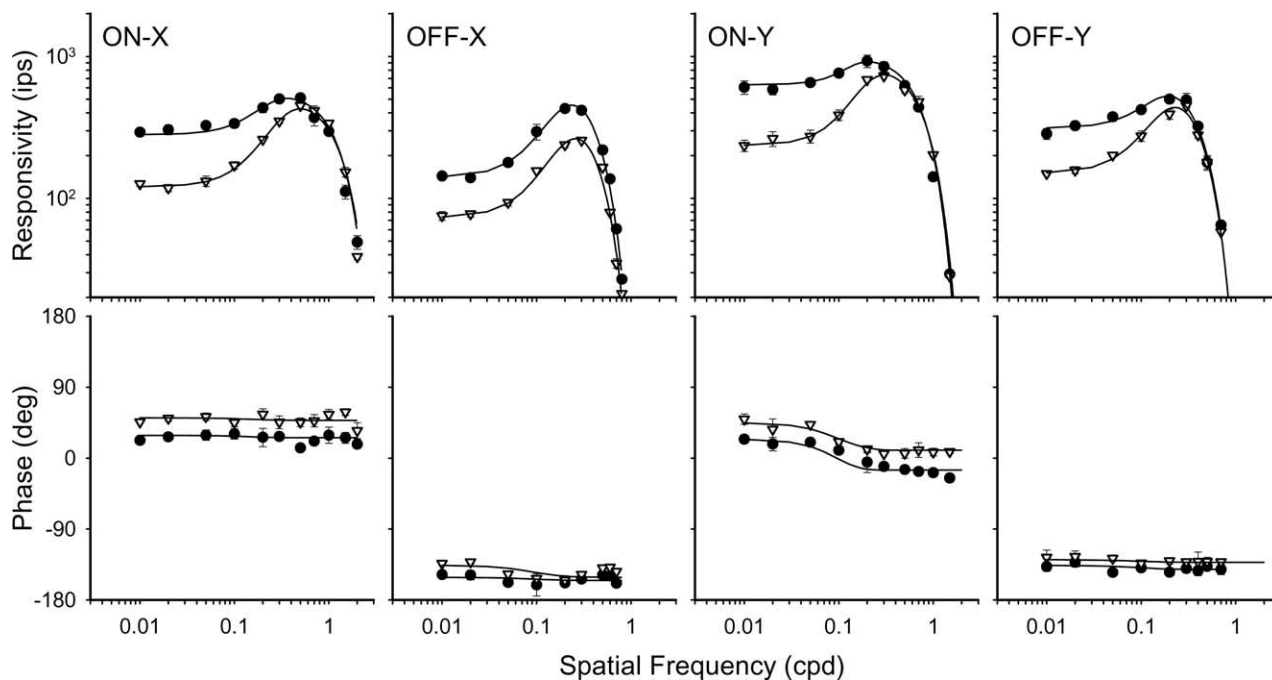 ON-X
OFF-X
ON-Y
OFF-Y
Responsivity (ips)
10³
10²
Phase (deg)
180
90
0
-90
-180
0.01 0.1 1 0.01 0.1 1 0.01 0.1 1 0.01 0.1 1
Spatial Frequency (cpd)